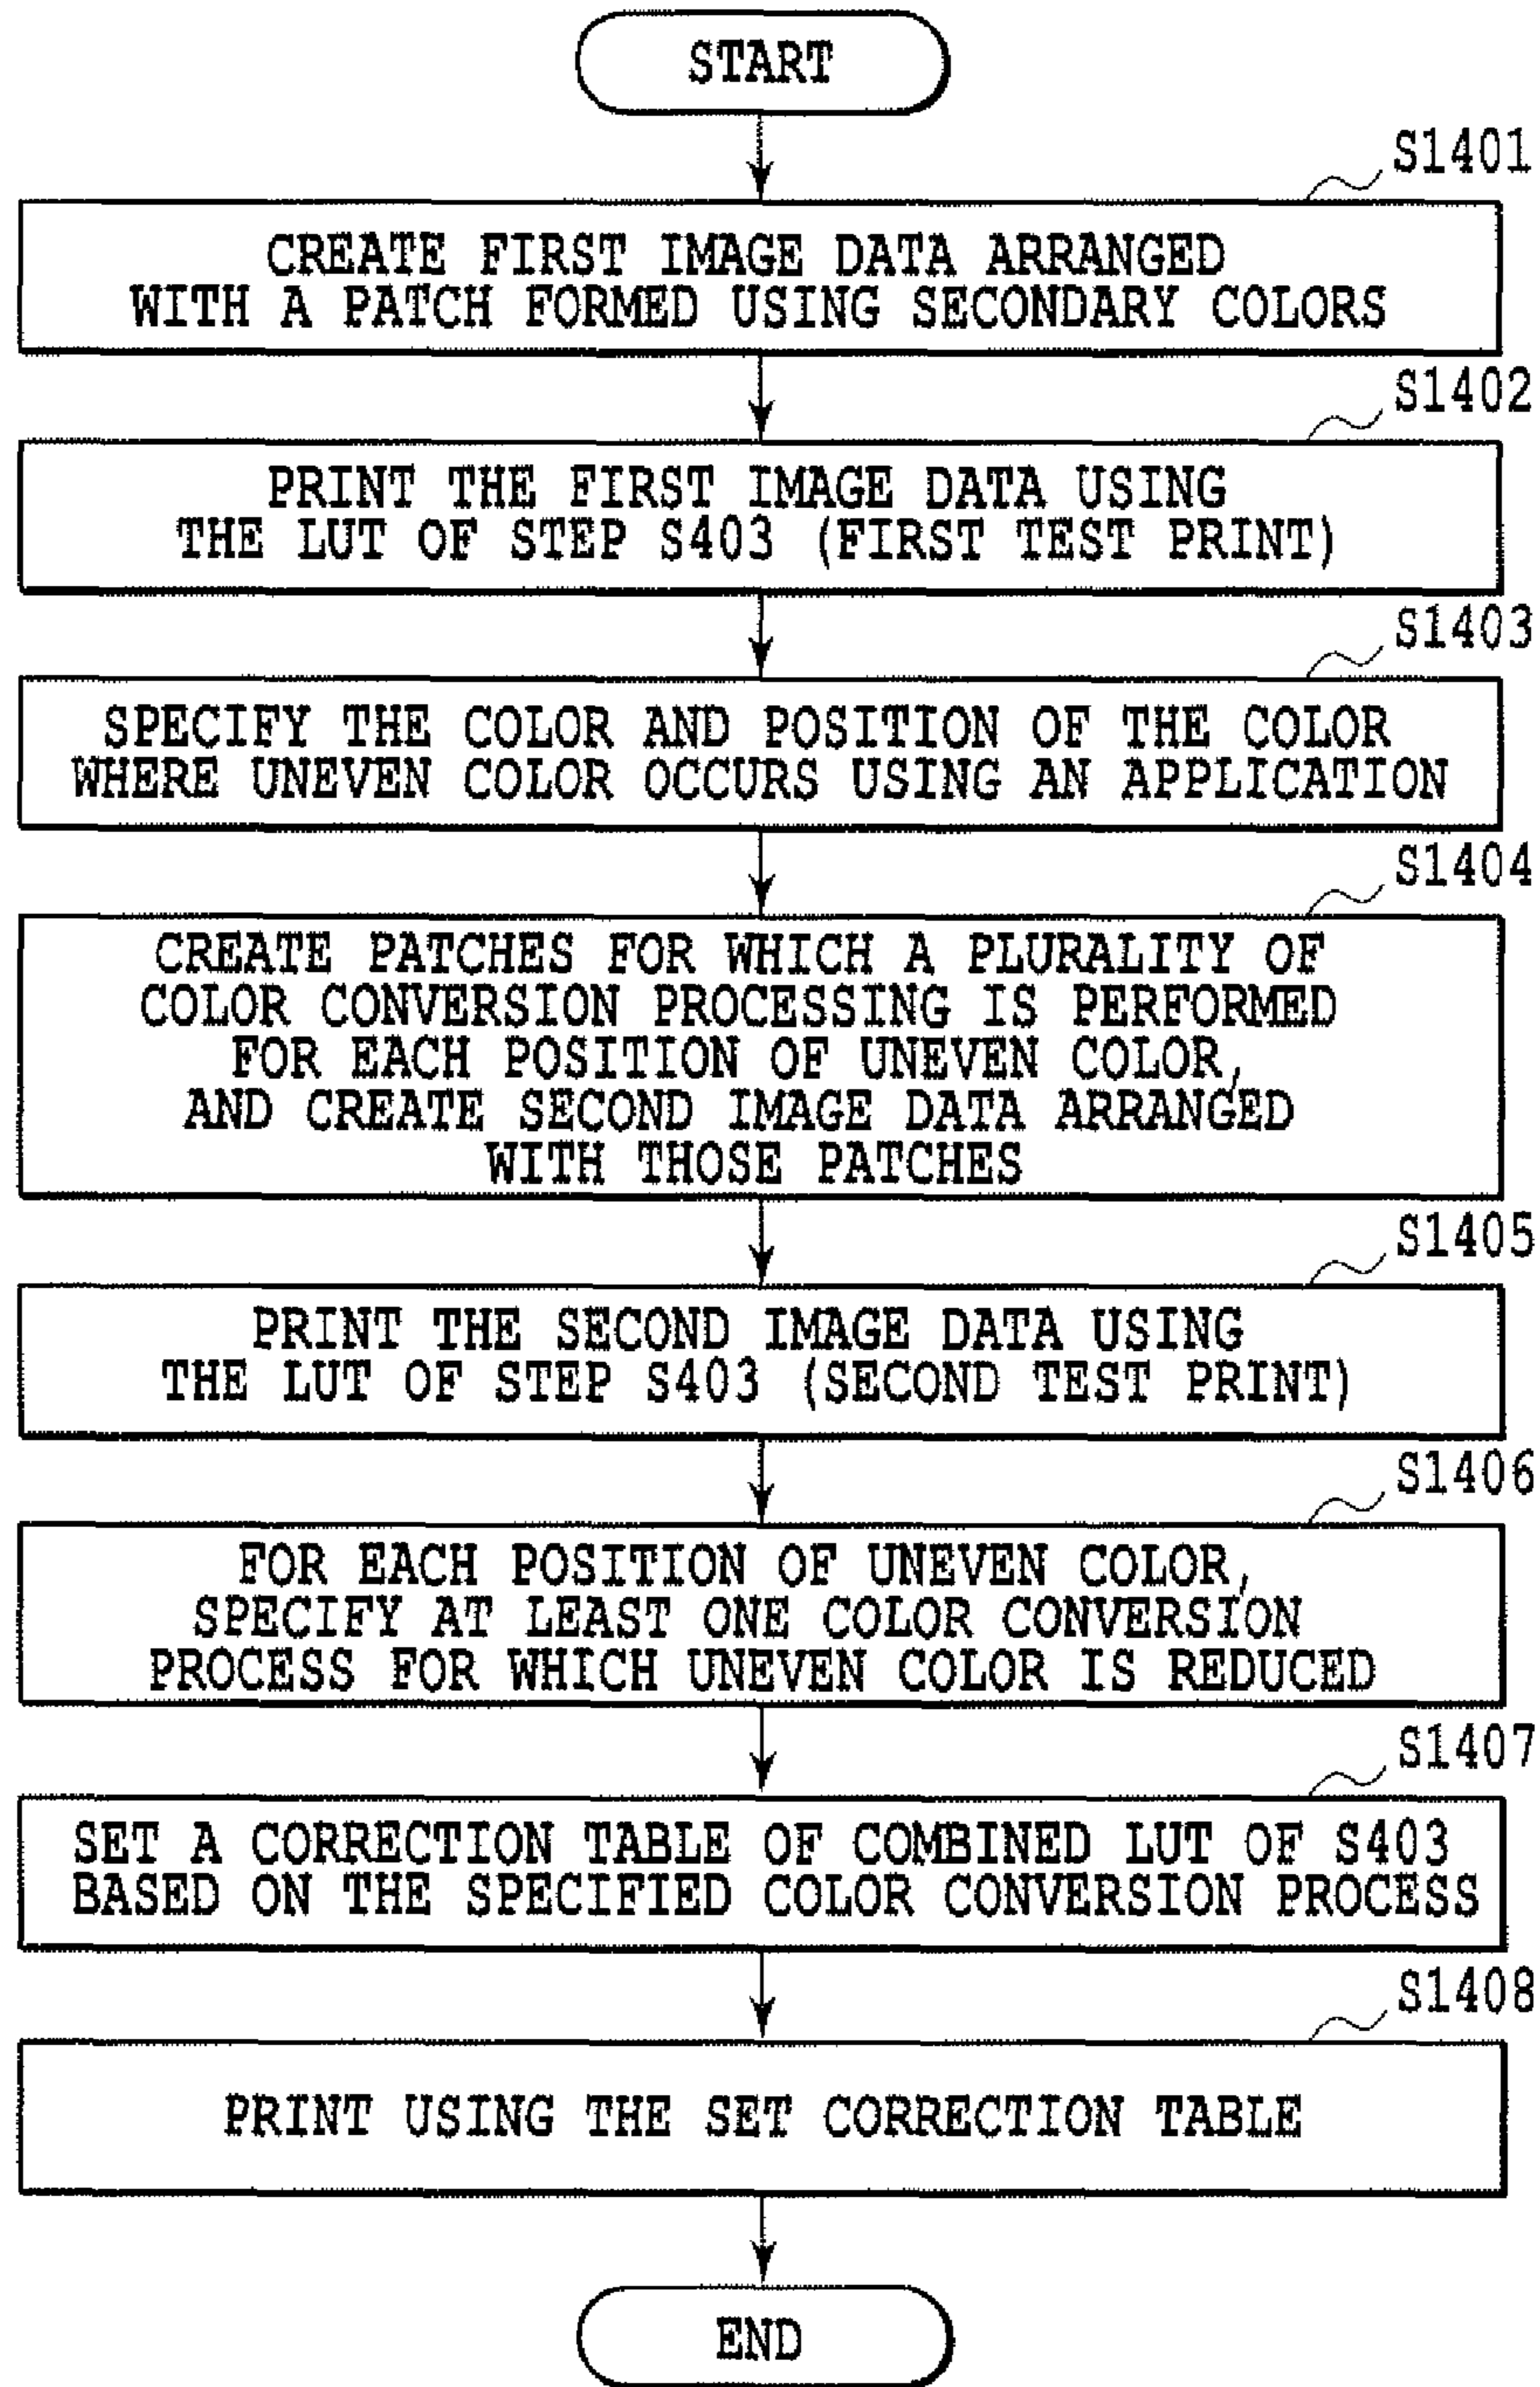 START
S1401
CREATE FIRST IMAGE DATA ARRANGED
WITH A PATCH FORMED USING SECONDARY COLORS
S1402
PRINT THE FIRST IMAGE DATA USING
THE LUT OF STEP S403 (FIRST TEST PRINT)
S1403
SPECIFY THE COLOR AND POSITION OF THE COLOR
WHERE UNEVEN COLOR OCCURS USING AN APPLICATION
S1404
CREATE PATCHES FOR WHICH A PLURALITY OF
COLOR CONVERSION PROCESSING IS PERFORMED
FOR EACH POSITION OF UNEVEN COLOR,
AND CREATE SECOND IMAGE DATA ARRANGED
WITH THOSE PATCHES
S1405
PRINT THE SECOND IMAGE DATA USING
THE LUT OF STEP S403 (SECOND TEST PRINT)
S1406
FOR EACH POSITION OF UNEVEN COLOR,
SPECIFY AT LEAST ONE COLOR CONVERSION
PROCESS FOR WHICH UNEVEN COLOR IS REDUCED
S1407
SET A CORRECTION TABLE OF COMBINED LUT OF S403
BASED ON THE SPECIFIED COLOR CONVERSION PROCESS
S1408
PRINT USING THE SET CORRECTION TABLE
END